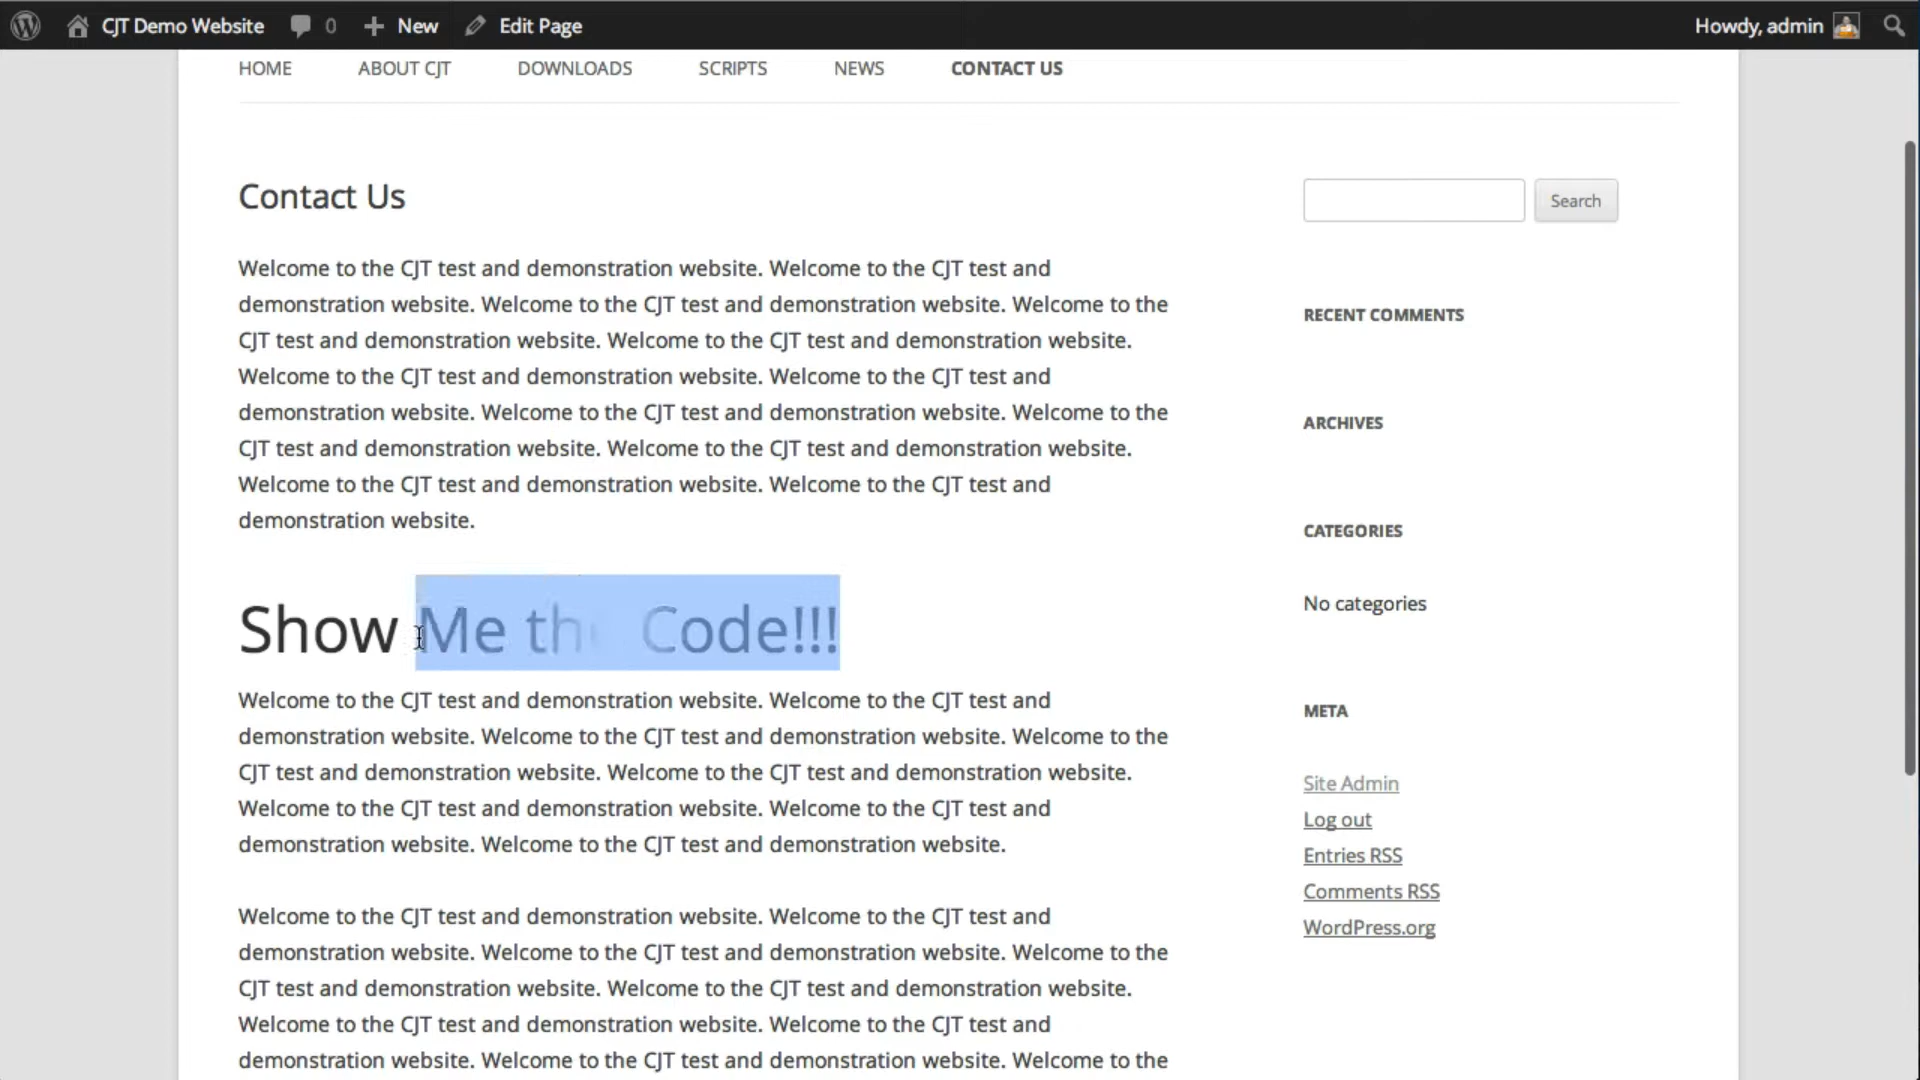 CJT Demo Website 0 New Edit Page Howdy, admin
HOME ABOUT CJT DOWNLOADS SCRIPTS NEWS CONTACT US
Contact Us
Welcome to the CJT test and demonstration website. Welcome to the CJT test and
demonstration website. Welcome to the CJT test and demonstration website. Welcome to the
CJT test and demonstration website. Welcome to the CJT test and demonstration website.
Welcome to the CJT test and demonstration website. Welcome to the CJT test and
demonstration website. Welcome to the CJT test and demonstration website. Welcome to the
CJT test and demonstration website. Welcome to the CJT test and demonstration website.
Welcome to the CJT test and demonstration website. Welcome to the CJT test and
demonstration website.
Show Me the Code!!!
Welcome to the CJT test and demonstration website. Welcome to the CJT test and
demonstration website. Welcome to the CJT test and demonstration website. Welcome to the
CJT test and demonstration website. Welcome to the CJT test and demonstration website.
Welcome to the CJT test and demonstration website. Welcome to the CJT test and
demonstration website. Welcome to the CJT test and demonstration website.
Welcome to the CJT test and demonstration website. Welcome to the CJT test and
demonstration website. Welcome to the CJT test and demonstration website. Welcome to the
CJT test and demonstration website. Welcome to the CJT test and demonstration website.
Welcome to the CJT test and demonstration website. Welcome to the CJT test and
demonstration website. Welcome to the CJT test and demonstration website. Welcome to the
Search
RECENT COMMENTS
ARCHIVES
CATEGORIES
No categories
META
Site Admin
Log out
Entries RSS
Comments RSS
WordPress.org